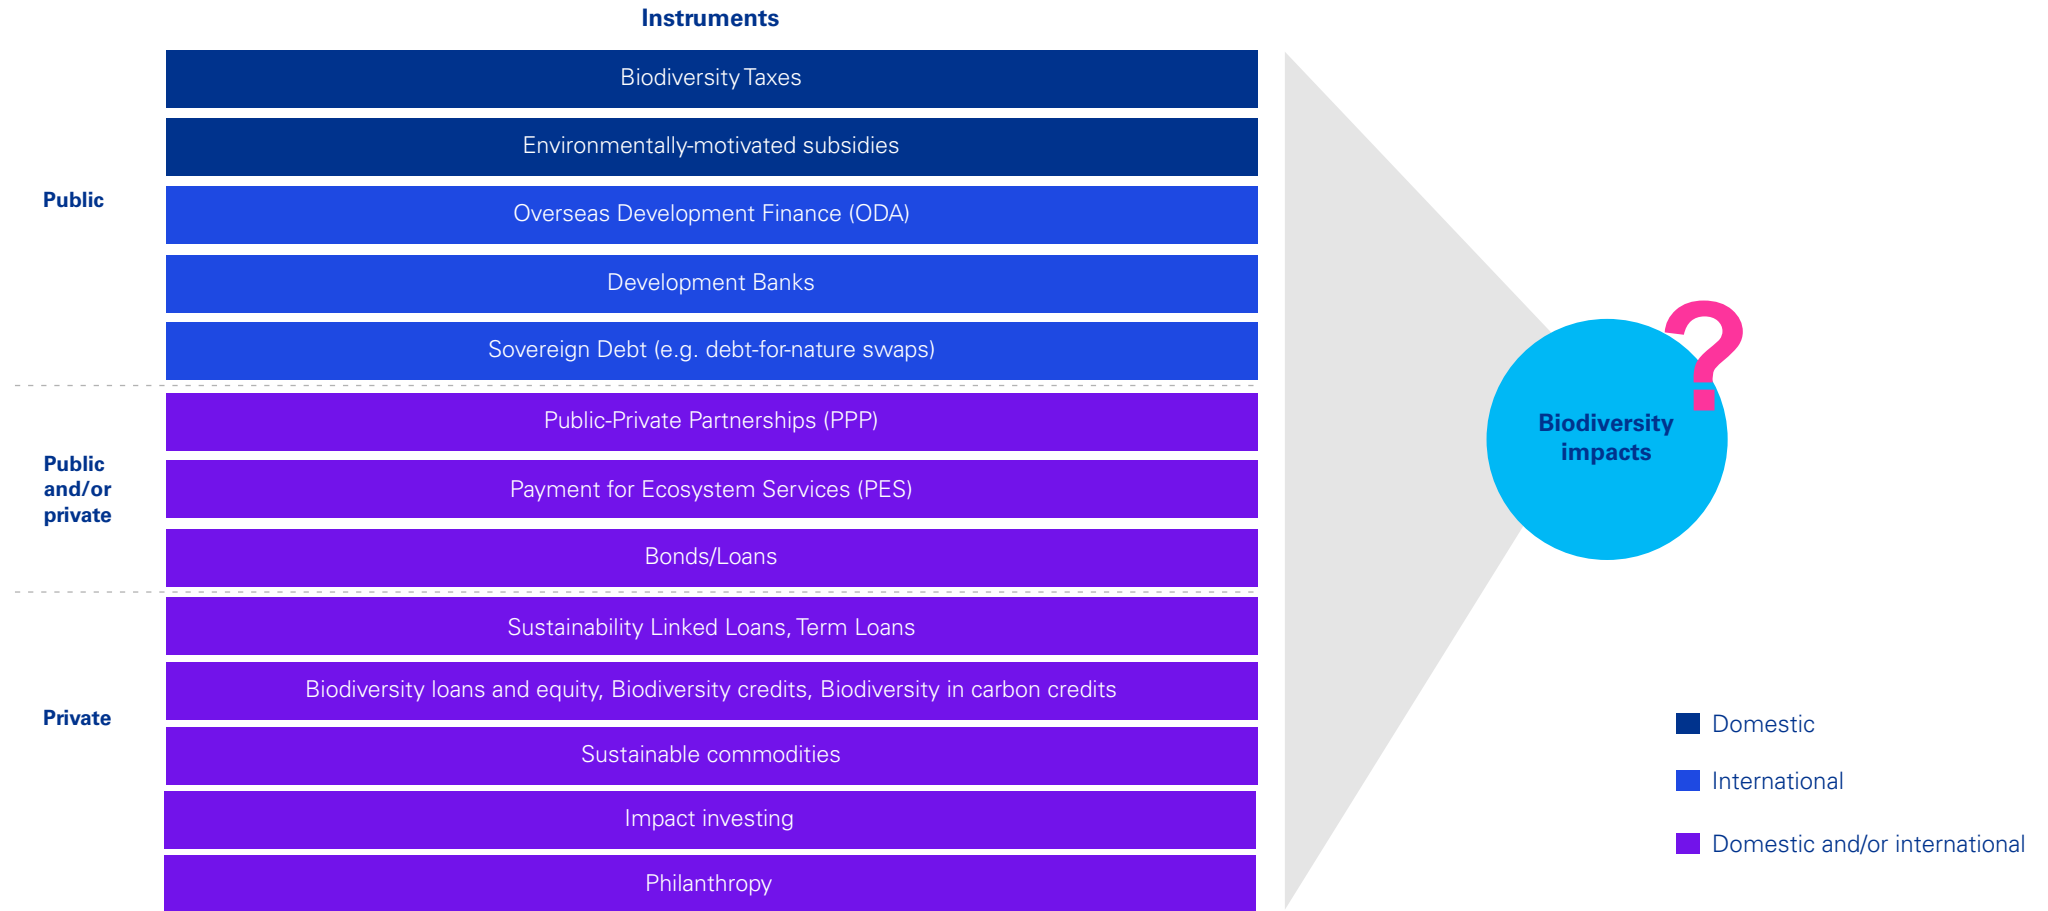 Instruments
Public
Biodiversity Taxes
Environmentally-motivated subsidies
Overseas Development Finance (ODA)
Development Banks
Sovereign Debt (e.g. debt-for-nature swaps)
Public
and/or
private
Public-Private Partnerships (PPP)
Payment for Ecosystem Services (PES)
Bonds/Loans
Private
Sustainability Linked Loans, Term Loans
Biodiversity loans and equity, Biodiversity credits, Biodiversity in carbon credits
Sustainable commodities
Impact investing
Philanthropy
?
Biodiversity
impacts
Domestic
International
Domestic and/or international